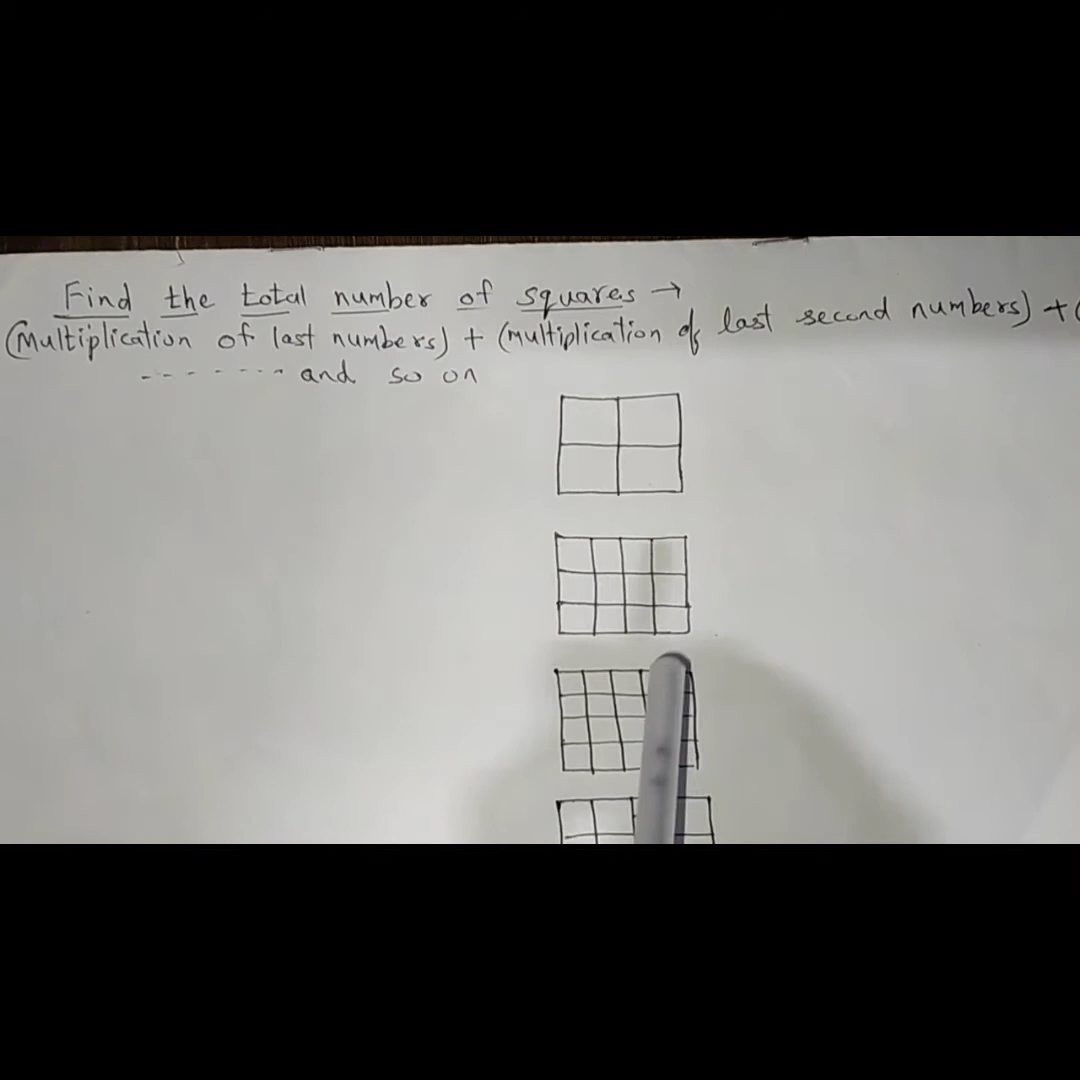 Find the total number of squares →
(Multiplication of last numbers) + (multiplication of last second numbers) + (
- - - - - - - and so on